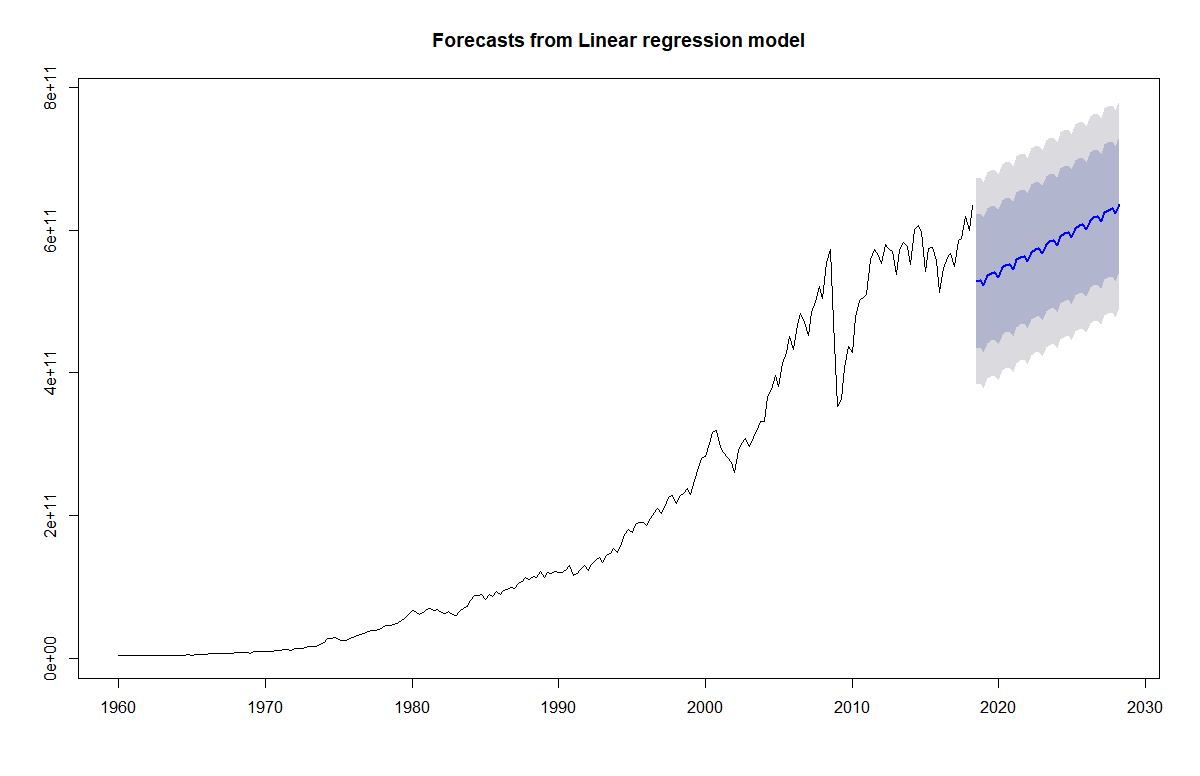 Forecasts from Linear regression model
8e+11
6e+11
4e+11
2e+11
0e+00
1960 1970 1980 1990 2000 2010 2020 2030